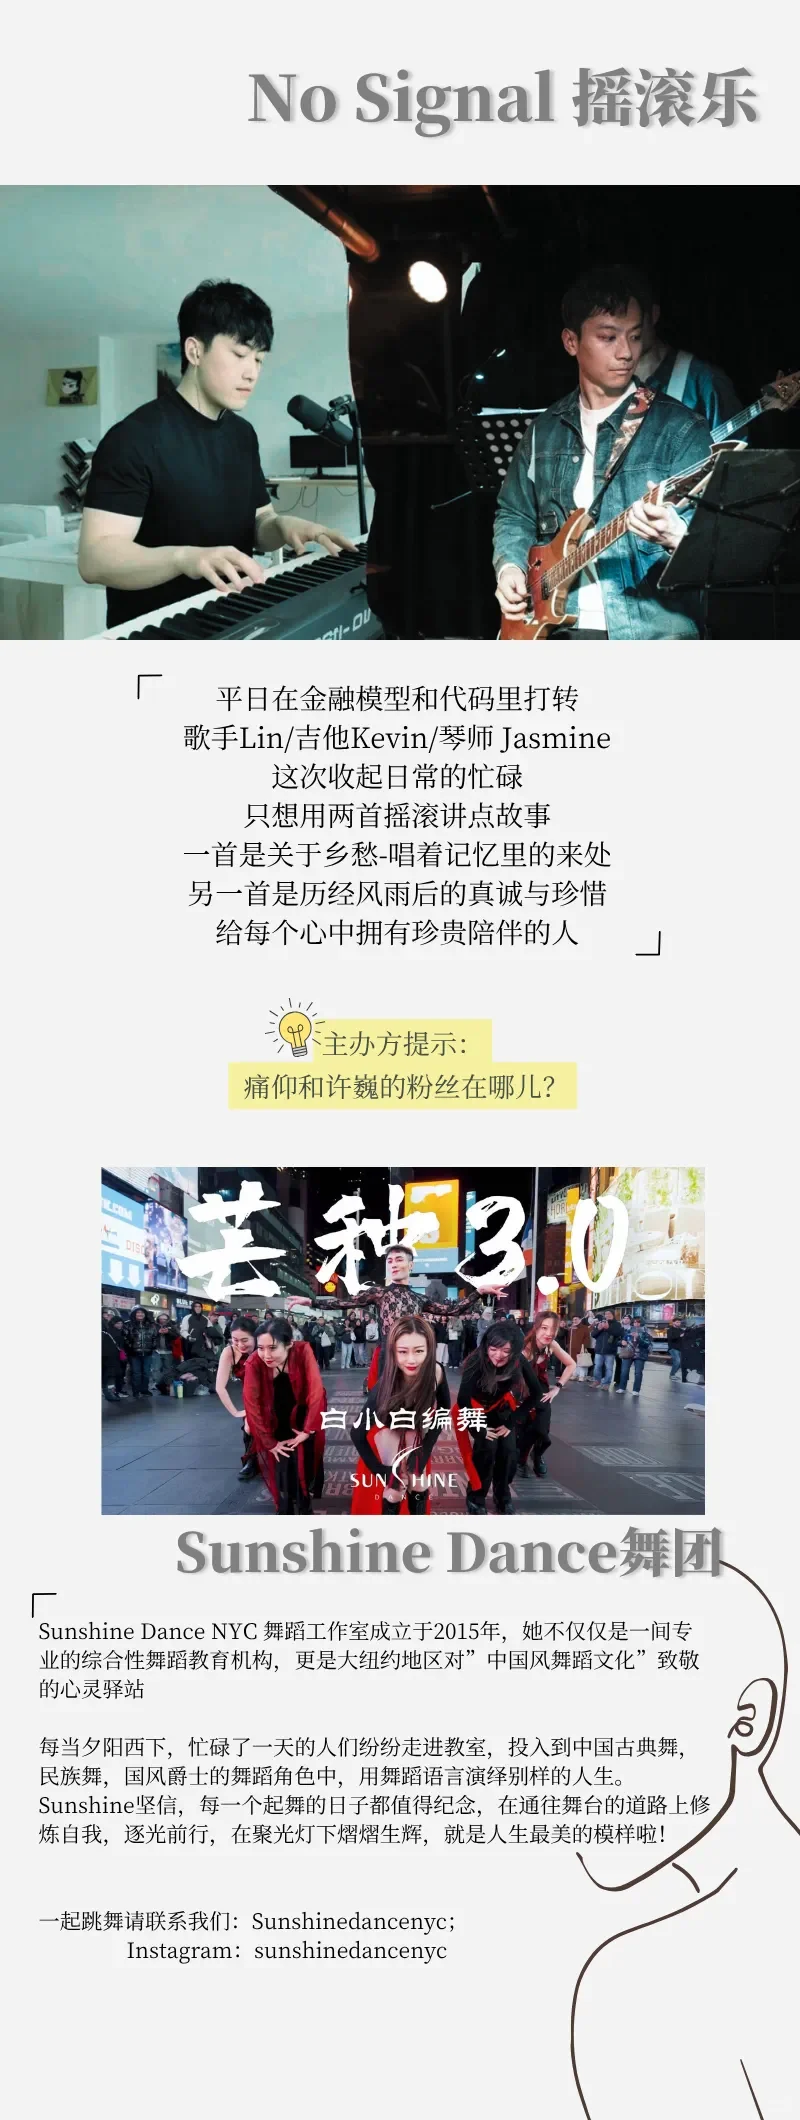 No Signal 摇滚乐
平日在金融模型和代码里打转
歌手Lin/吉他Kevin/琴师 Jasmine
这次收起日常的忙碌
只想用两首摇滚讲点故事
一首是关于乡愁-唱着记忆里的来处
另一首是历经风雨后的真诚与珍惜
给每个心中拥有珍贵陪伴的人
主办方提示：
痛仰和许巍的粉丝在哪儿？
芒种3.0
白小白编舞
SUNSHINE
DANCE
Sunshine Dance舞团
Sunshine Dance NYC 舞蹈工作室成立于2015年，她不仅仅是一间专
业的综合性舞蹈教育机构，更是大纽约地区对”中国风舞蹈文化”致敬
的心灵驿站
每当夕阳西下，忙碌了一天的人们纷纷走进教室，投入到中国古典舞，
民族舞，国风爵士的舞蹈角色中，用舞蹈语言演绎别样的人生。
Sunshine坚信，每一个起舞的日子都值得纪念，在通往舞台的道路上修
炼自我，逐光前行，在聚光灯下熠熠生辉，就是人生最美的模样啦！
一起跳舞请联系我们：Sunshinedancenyc；
Instagram：sunshinedancenyc